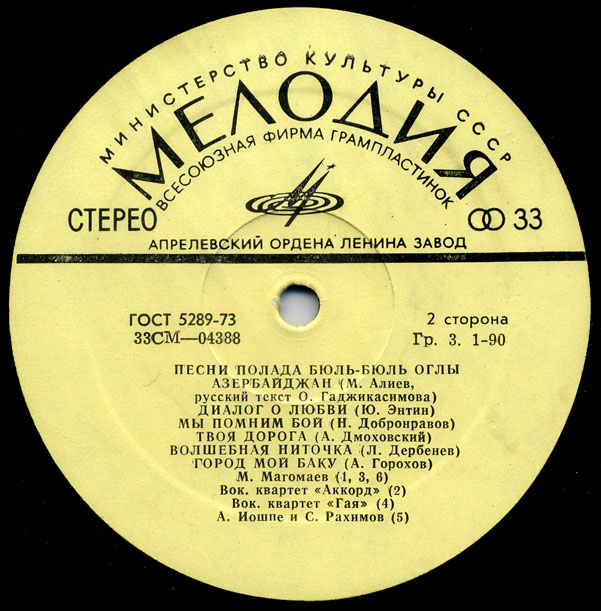 МИНИСТЕРСТВО КУЛЬТУРЫ СССР
МЕЛОДИЯ
ВСЕСОЮЗНАЯ ФИРМА ГРАМПЛАСТИНОК
СТЕРЕО 33
АПРЕЛЕВСКИЙ ОРДЕНА ЛЕНИНА ЗАВОД
ГОСТ 5289-73 2 сторона
33СМ—04388 Гр. 3. 1-90
ПЕСНИ ПОЛАДА БЮЛЬ-БЮЛЬ ОГЛЫ
АЗЕРБАЙДЖАН (М. Алиев,
русский текст О. Гаджикасимова)
ДИАЛОГ О ЛЮБВИ (Ю. Энтин)
МЫ ПОМНИМ БОЙ (Н. Добронравов)
ТВОЯ ДОРОГА (А. Дмоховский)
ВОЛШЕБНАЯ НИТОЧКА (Л. Дербенев)
ГОРОД МОЙ БАКУ (А. Горохов)
М. Магомаев (1, 3, 6)
Вок. квартет «Аккорд» (2)
Вок. квартет «Гая» (4)
А. Иошпе и С. Рахимов (5)